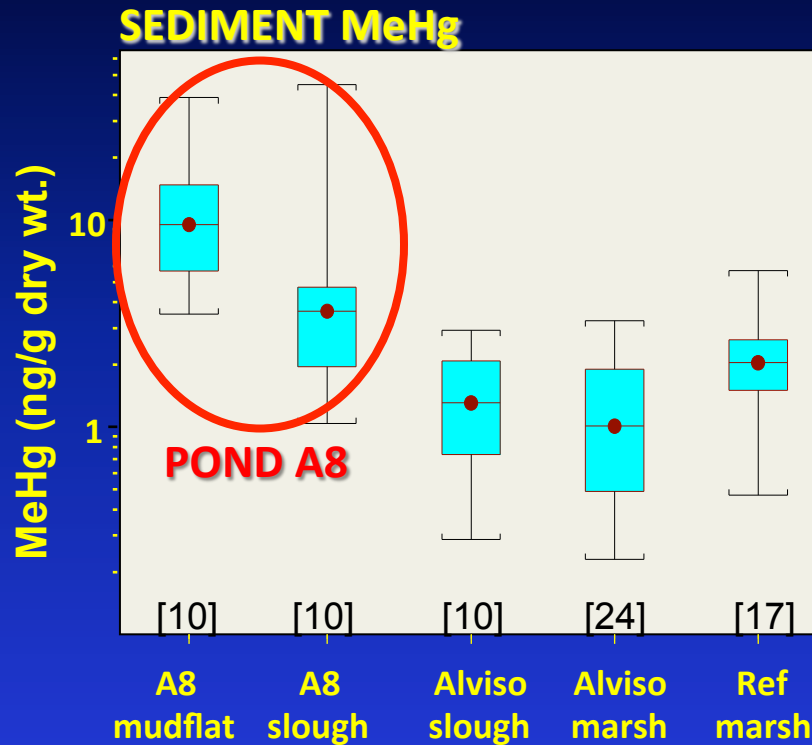 SEDIMENT MeHg
MeHg (ng/g dry wt.)
10
1
POND A8
[10] [10] [10] [24] [17]
A8 A8 Alviso Alviso Ref
mudflat slough slough marsh marsh